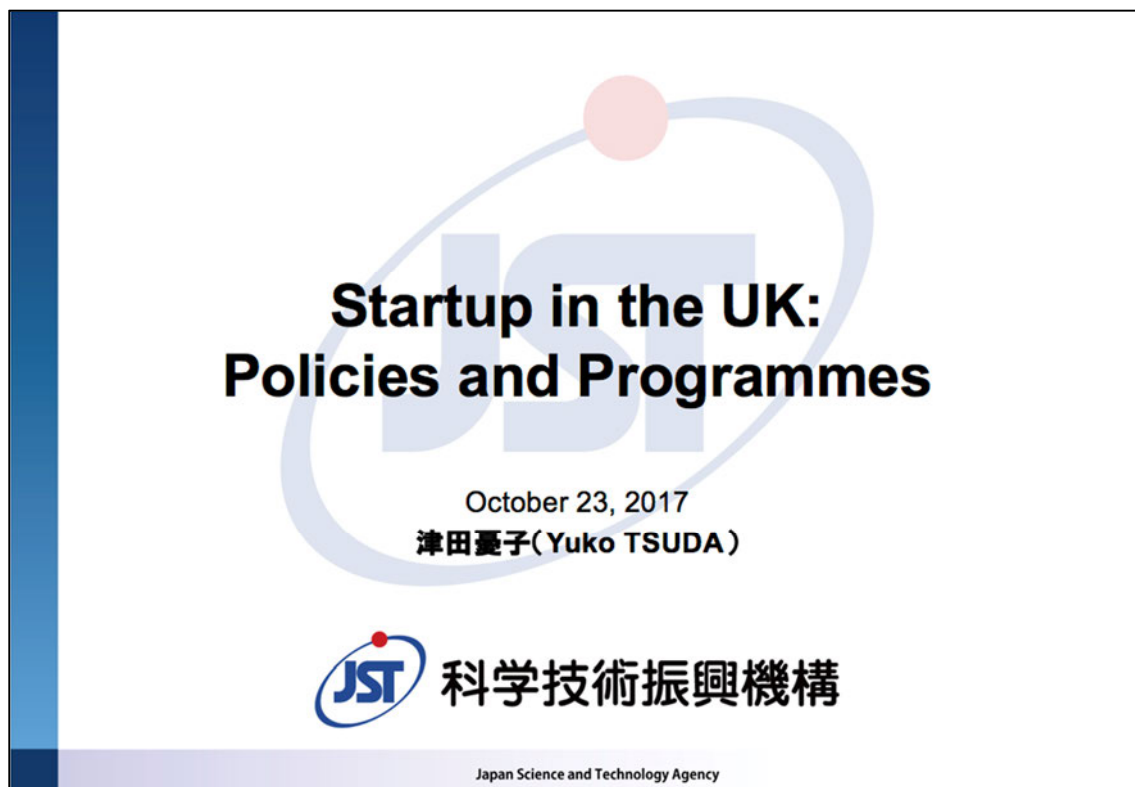 Startup in the UK:
Policies and Programmes
October 23, 2017
津田憂子(Yuko TSUDA)
JST 科学技術振興機構
Japan Science and Technology Agency
JST